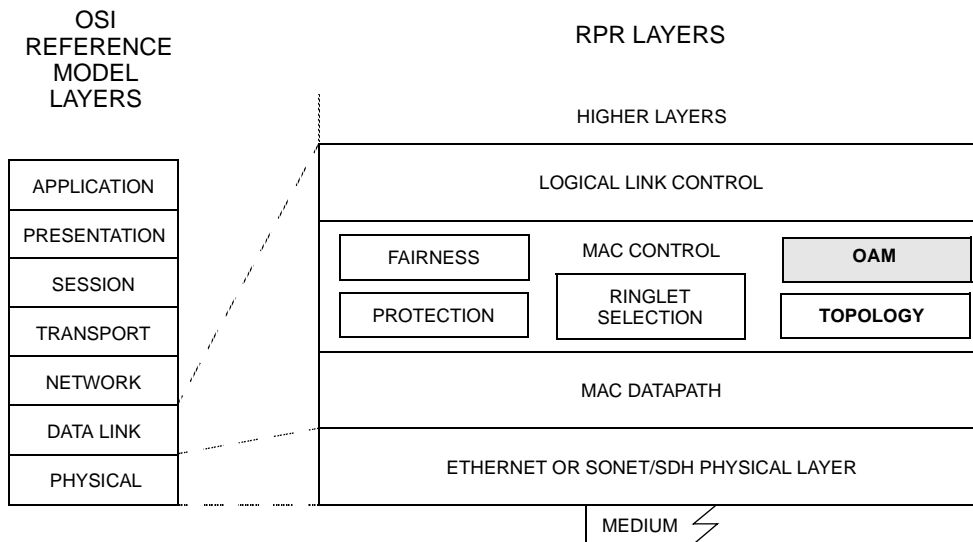 OSI
REFERENCE
MODEL
LAYERS
APPLICATION
PRESENTATION
SESSION
TRANSPORT
NETWORK
DATA LINK
PHYSICAL
RPR LAYERS
HIGHER LAYERS
LOGICAL LINK CONTROL
FAIRNESS
PROTECTION
MAC CONTROL
RINGLET
SELECTION
OAM
TOPOLOGY
MAC DATAPATH
ETHERNET OR SONET/SDH PHYSICAL LAYER
MEDIUM